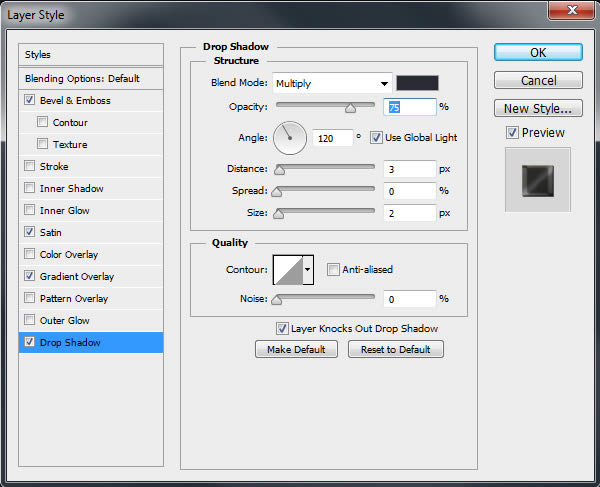 Layer Style
Styles
Blending Options: Default
Bevel & Emboss
Contour
Texture
Stroke
Inner Shadow
Inner Glow
Satin
Color Overlay
Gradient Overlay
Pattern Overlay
Outer Glow
Drop Shadow
Drop Shadow
Structure
Blend Mode: Multiply
Opacity: 75 %
Angle: 120 ° Use Global Light
Distance: 3 px
Spread: 0 %
Size: 2 px
Quality
Contour: Anti-aliased
Noise: 0 %
Layer Knocks Out Drop Shadow
Make Default Reset to Default
OK
Cancel
New Style...
Preview